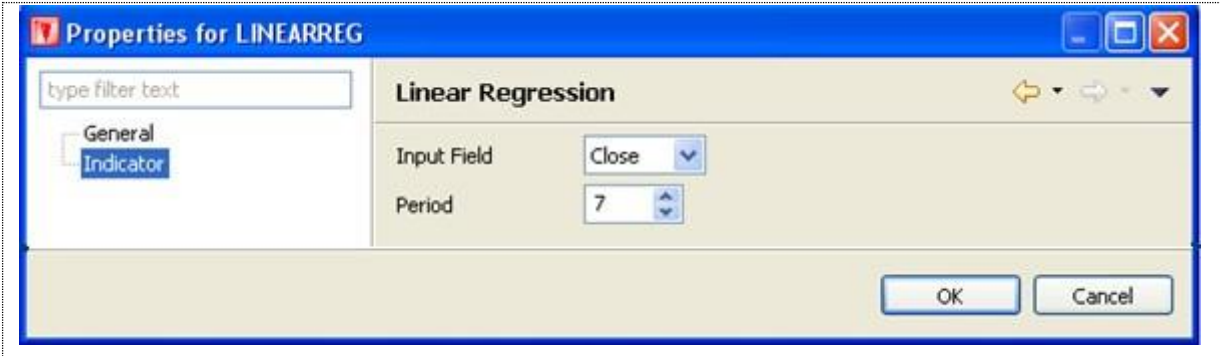 Properties for LINEARREG
type filter text
General
Indicator
Linear Regression
Input Field Close
Period 7
OK Cancel